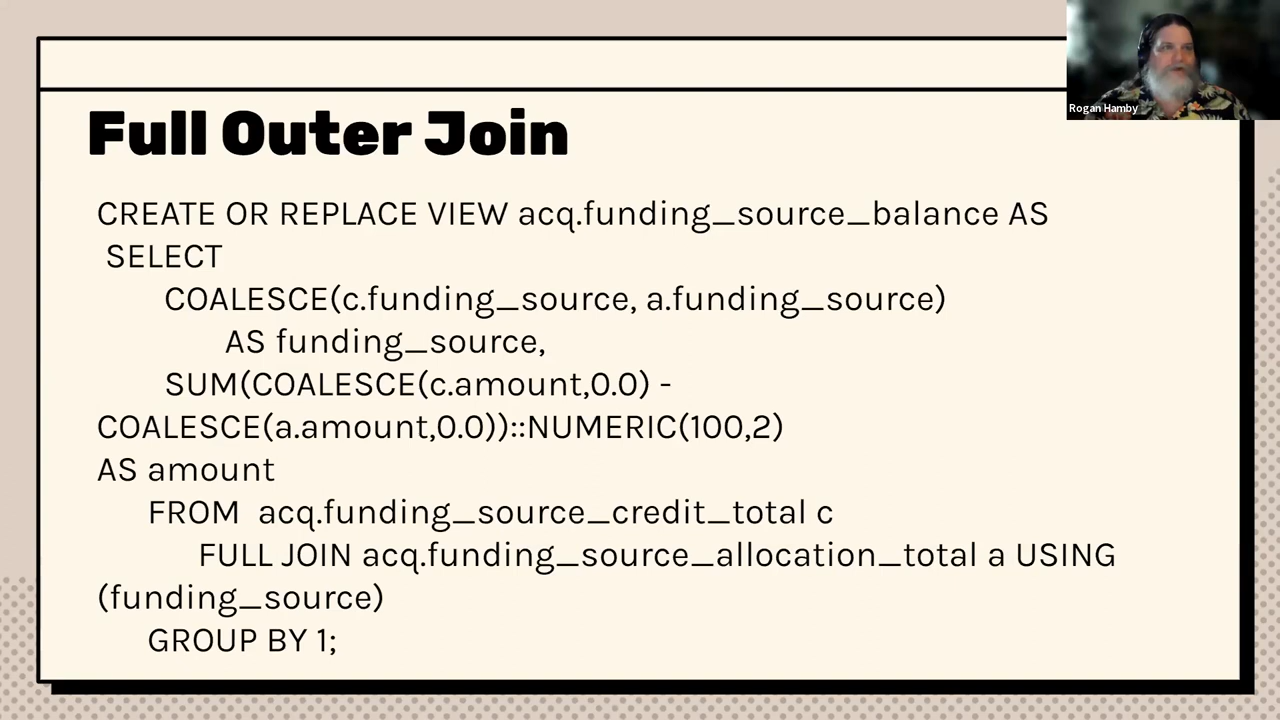 Rogan Hamby
Full Outer Join
CREATE OR REPLACE VIEW acq.funding_source_balance AS
SELECT
COALESCE(c.funding_source, a.funding_source)
AS funding_source,
SUM(COALESCE(c.amount,0.0) -
COALESCE(a.amount,0.0))::NUMERIC(100,2)
AS amount
FROM  acq.funding_source_credit_total c
FULL JOIN acq.funding_source_allocation_total a USING
(funding_source)
GROUP BY 1;